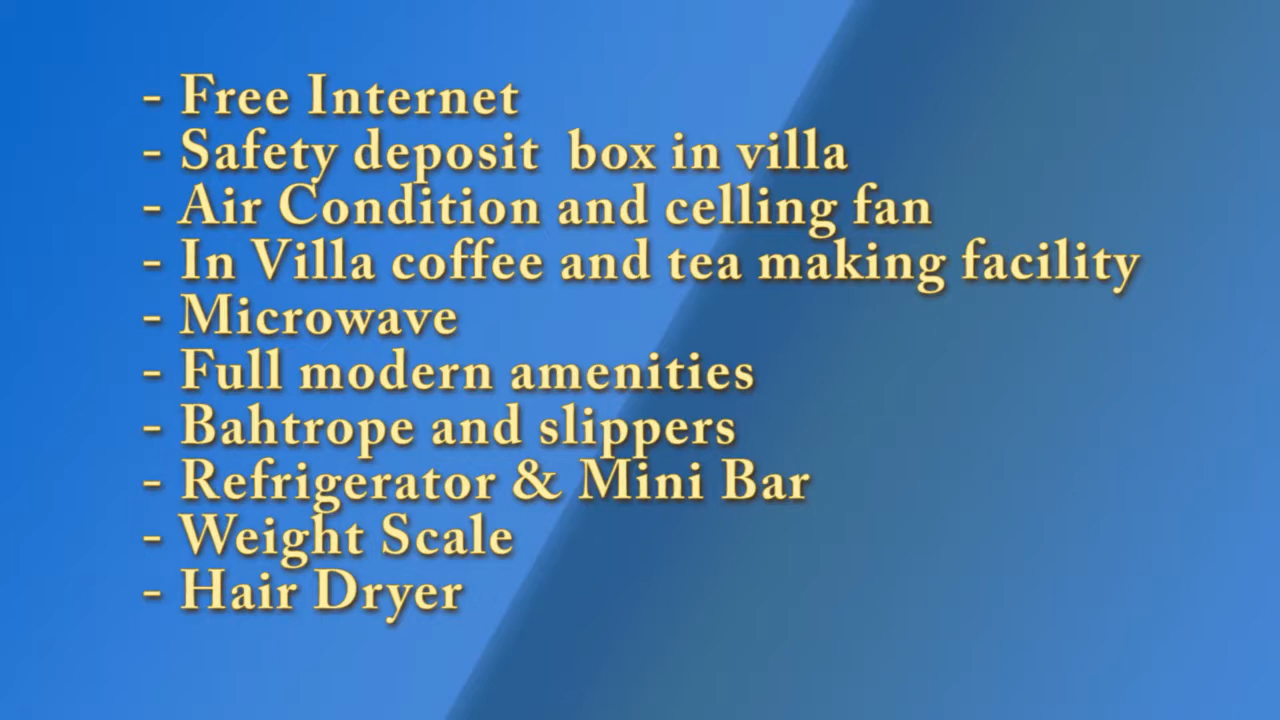 - Free Internet
- Safety deposit  box in villa
- Air Condition and celling fan
- In Villa coffee and tea making facility
- Microwave
- Full modern amenities
- Bahtrope and slippers
- Refrigerator & Mini Bar
- Weight Scale
- Hair Dryer